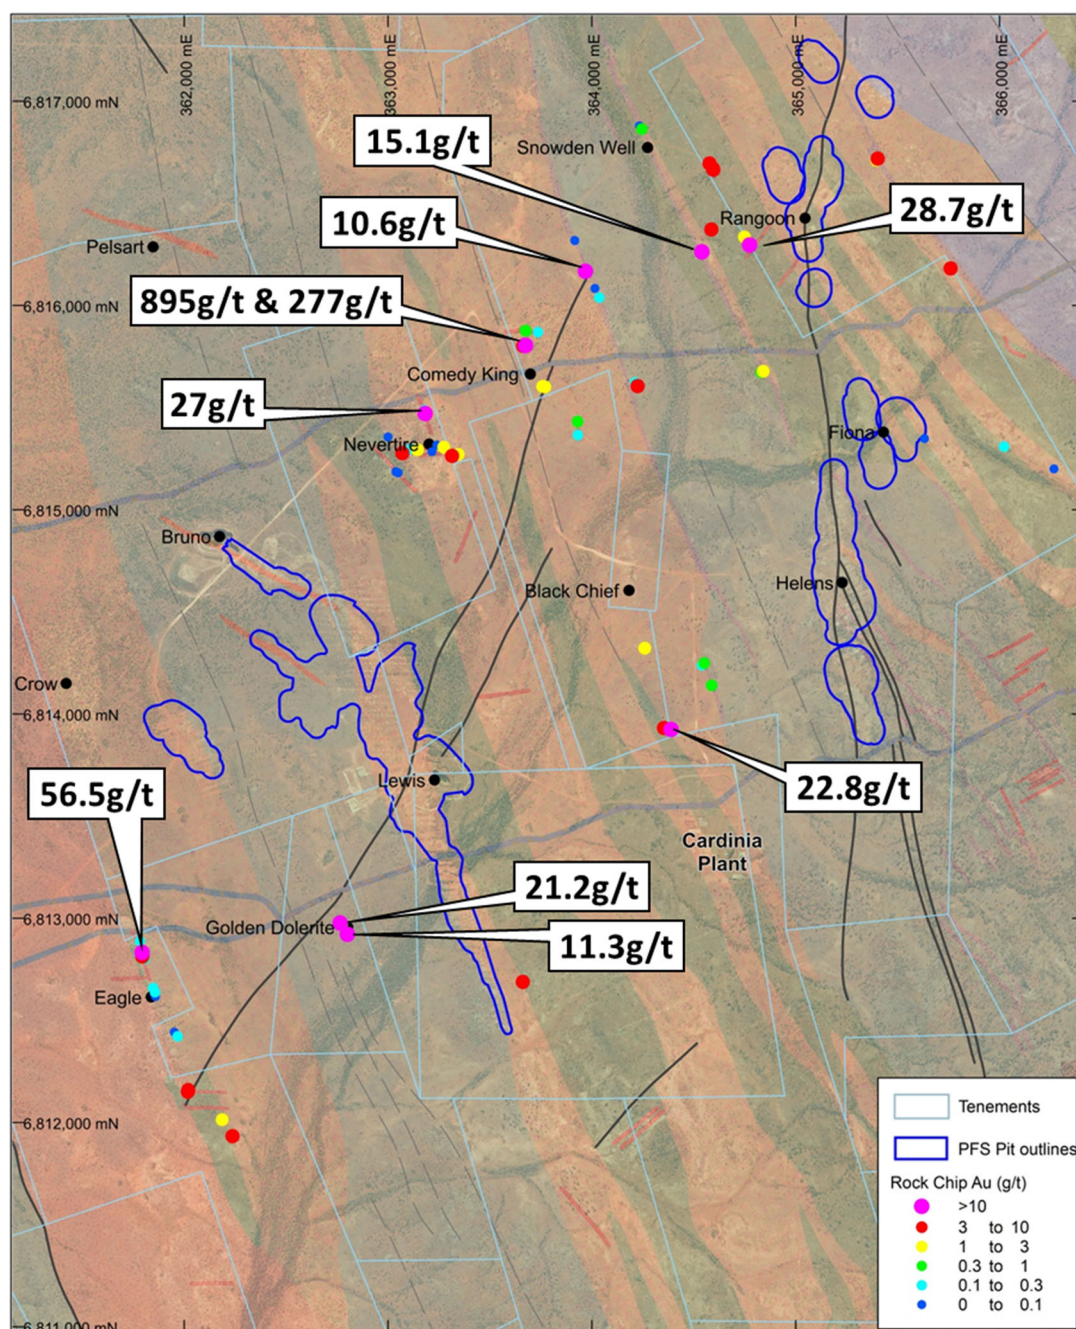 362,000 mE
363,000 mE
364,000 mE
365,000 mE
366,000 mE
6,817,000 mN
15.1g/t
Snowden Well
10.6g/t
Rangoon
28.7g/t
Pelsart
6,816,000 mN
895g/t & 277g/t
Comedy King
27g/t
Nevertire
Fiona
6,815,000 mN
Bruno
Black Chief
Helens
Crow
6,814,000 mN
56.5g/t
Lewis
22.8g/t
Cardinia
Plant
21.2g/t
6,813,000 mN
Golden Dolerite
11.3g/t
Eagle
6,812,000 mN
6,811,000 mN
Tenements
PFS Pit outlines
Rock Chip Au (g/t)
>10
3 to 10
1 to 3
0.3 to 1
0.1 to 0.3
0 to 0.1